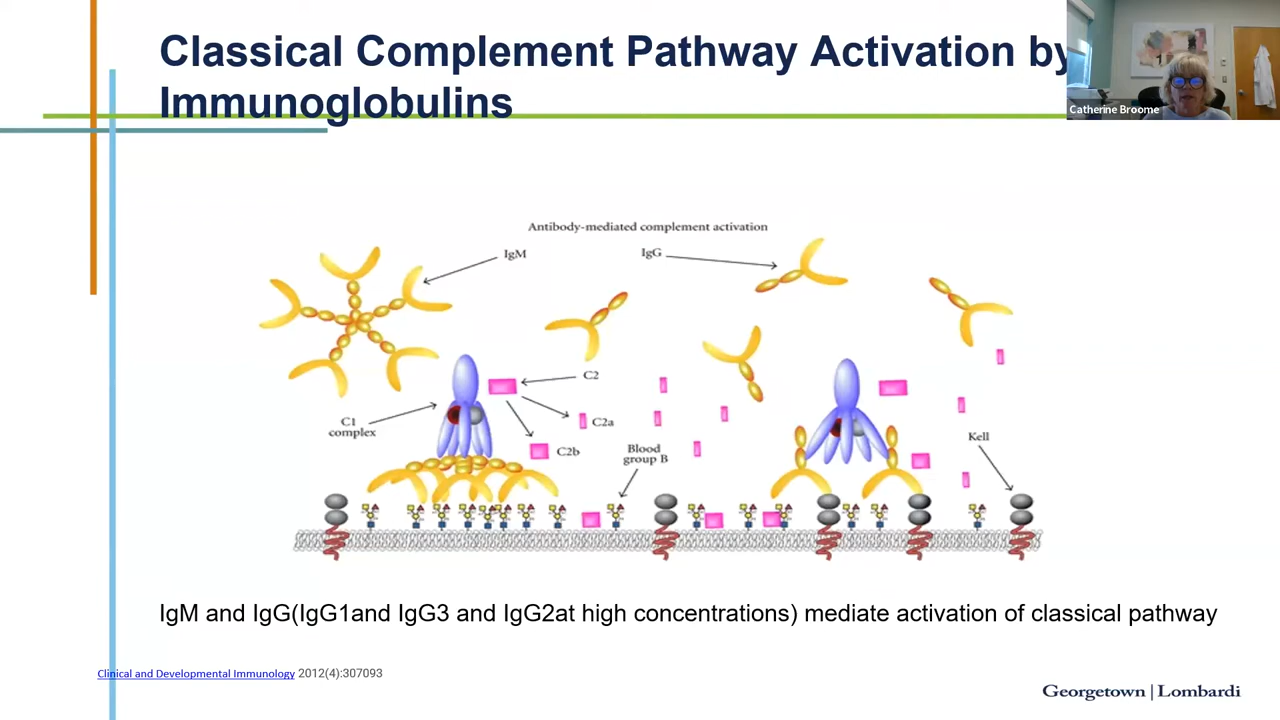 Classical Complement Pathway Activation by
Immunoglobulins
Catherine Broome
Antibody-mediated complement activation
IgM
IgG
C2
C1
complex
C2a
C2b
Blood
group B
Kell
IgM and IgG(IgG1and IgG3 and IgG2at high concentrations) mediate activation of classical pathway
Clinical and Developmental Immunology 2012(4):307093
Georgetown | Lombardi